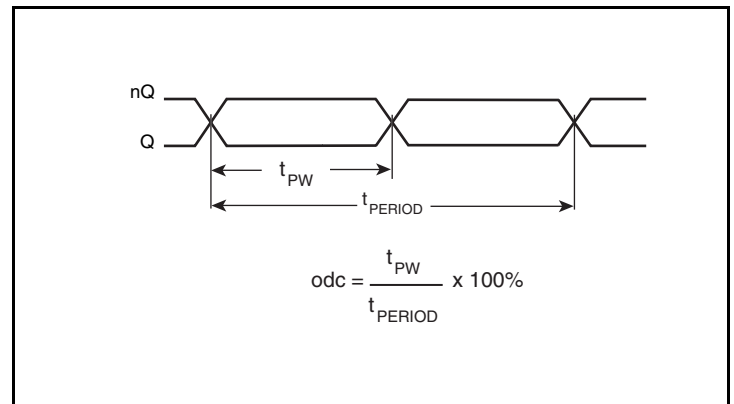 nQ
Q
tPW
tPERIOD
odc = tPW / tPERIOD x 100%